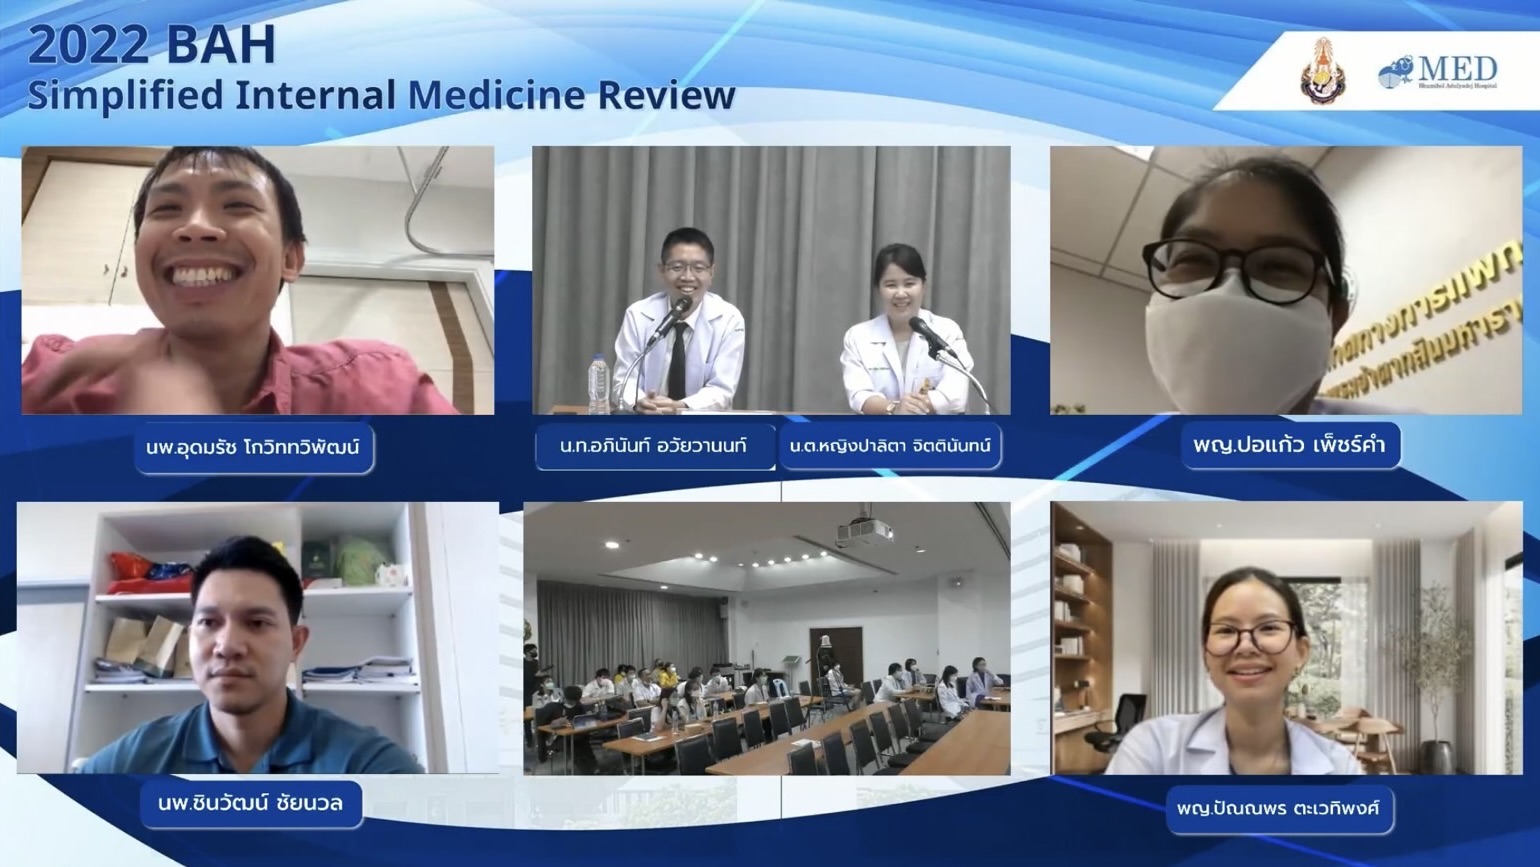 2022 BAH
Simplified Internal Medicine Review
MED
Bhumibol Adulyadej Hospital
นพ.อุดมรัช โกวิททวิพัฒน์
น.ท.อภินันท์ อวัยวานนท์
น.ต.หญิงปาลิตา จิตตินันทน์
พญ.ปอแก้ว เพ็ชร์คำ
นพ.ชินวัฒน์ ชัยนวล
พญ.ปัณณพร ตะเวทิพงศ์